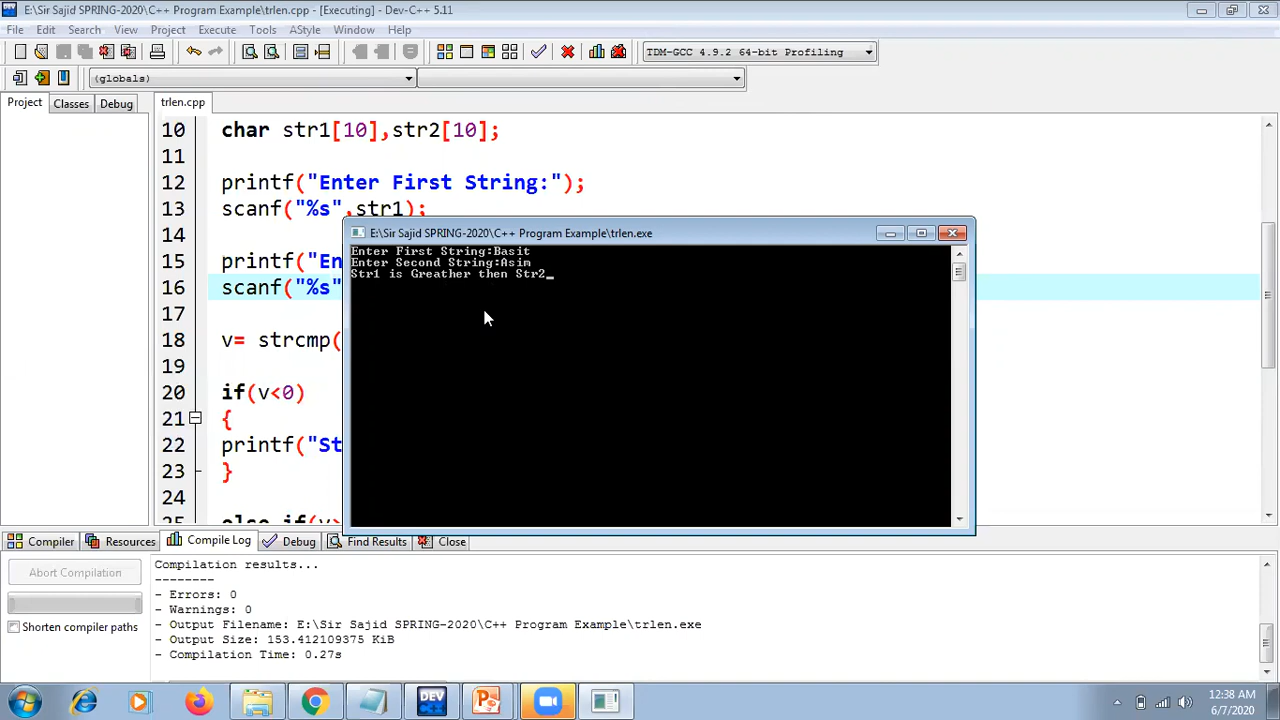 E:\Sir Sajid SPRING-2020\C++ Program Example\trlen.cpp - [Executing] - Dev-C++ 5.11
File Edit Search View Project Execute Tools AStyle Window Help
TDM-GCC 4.9.2 64-bit Profiling
(globals)
Project Classes Debug trlen.cpp
10 char str1[10],str2[10];
11
12 printf("Enter First String:");
13 scanf("%s",str1);
14
15 printf("En
16 scanf("%s"
17
18 v= strcmp(
19
20 if(v<0)
21 {
22 printf("St
23 }
24
25 else if(v>
E:\Sir Sajid SPRING-2020\C++ Program Example\trlen.exe
Enter First String:Basit
Enter Second String:Asim
Str1 is Greather then Str2_
Compiler Resources Compile Log Debug Find Results Close
Abort Compilation
Shorten compiler paths
Compilation results...
--------
- Errors: 0
- Warnings: 0
- Output Filename: E:\Sir Sajid SPRING-2020\C++ Program Example\trlen.exe
- Output Size: 153.412109375 KiB
- Compilation Time: 0.27s
DEV
12:38 AM
6/7/2020